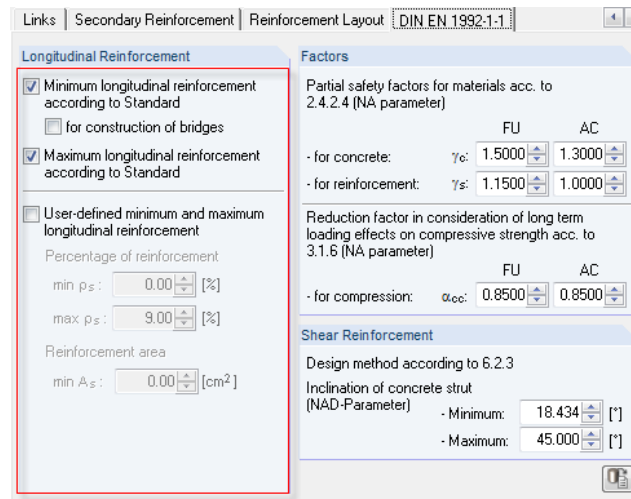 Links
Secondary Reinforcement
Reinforcement Layout
DIN EN 1992-1-1
Longitudinal Reinforcement
Minimum longitudinal reinforcement
according to Standard
for construction of bridges
Maximum longitudinal reinforcement
according to Standard
User-defined minimum and maximum
longitudinal reinforcement
Percentage of reinforcement
min ρs : 0.00 [%]
max ρs : 9.00 [%]
Reinforcement area
min As : 0.00 [cm²]
Factors
Partial safety factors for materials acc. to
2.4.2.4 (NA parameter)
FU AC
- for concrete: γc: 1.5000 1.3000
- for reinforcement: γs: 1.1500 1.0000
Reduction factor in consideration of long term
loading effects on compressive strength acc. to
3.1.6 (NA parameter)
FU AC
- for compression: αcc: 0.8500 0.8500
Shear Reinforcement
Design method according to 6.2.3
Inclination of concrete strut
(NAD-Parameter) - Minimum: 18.434 [°]
- Maximum: 45.000 [°]